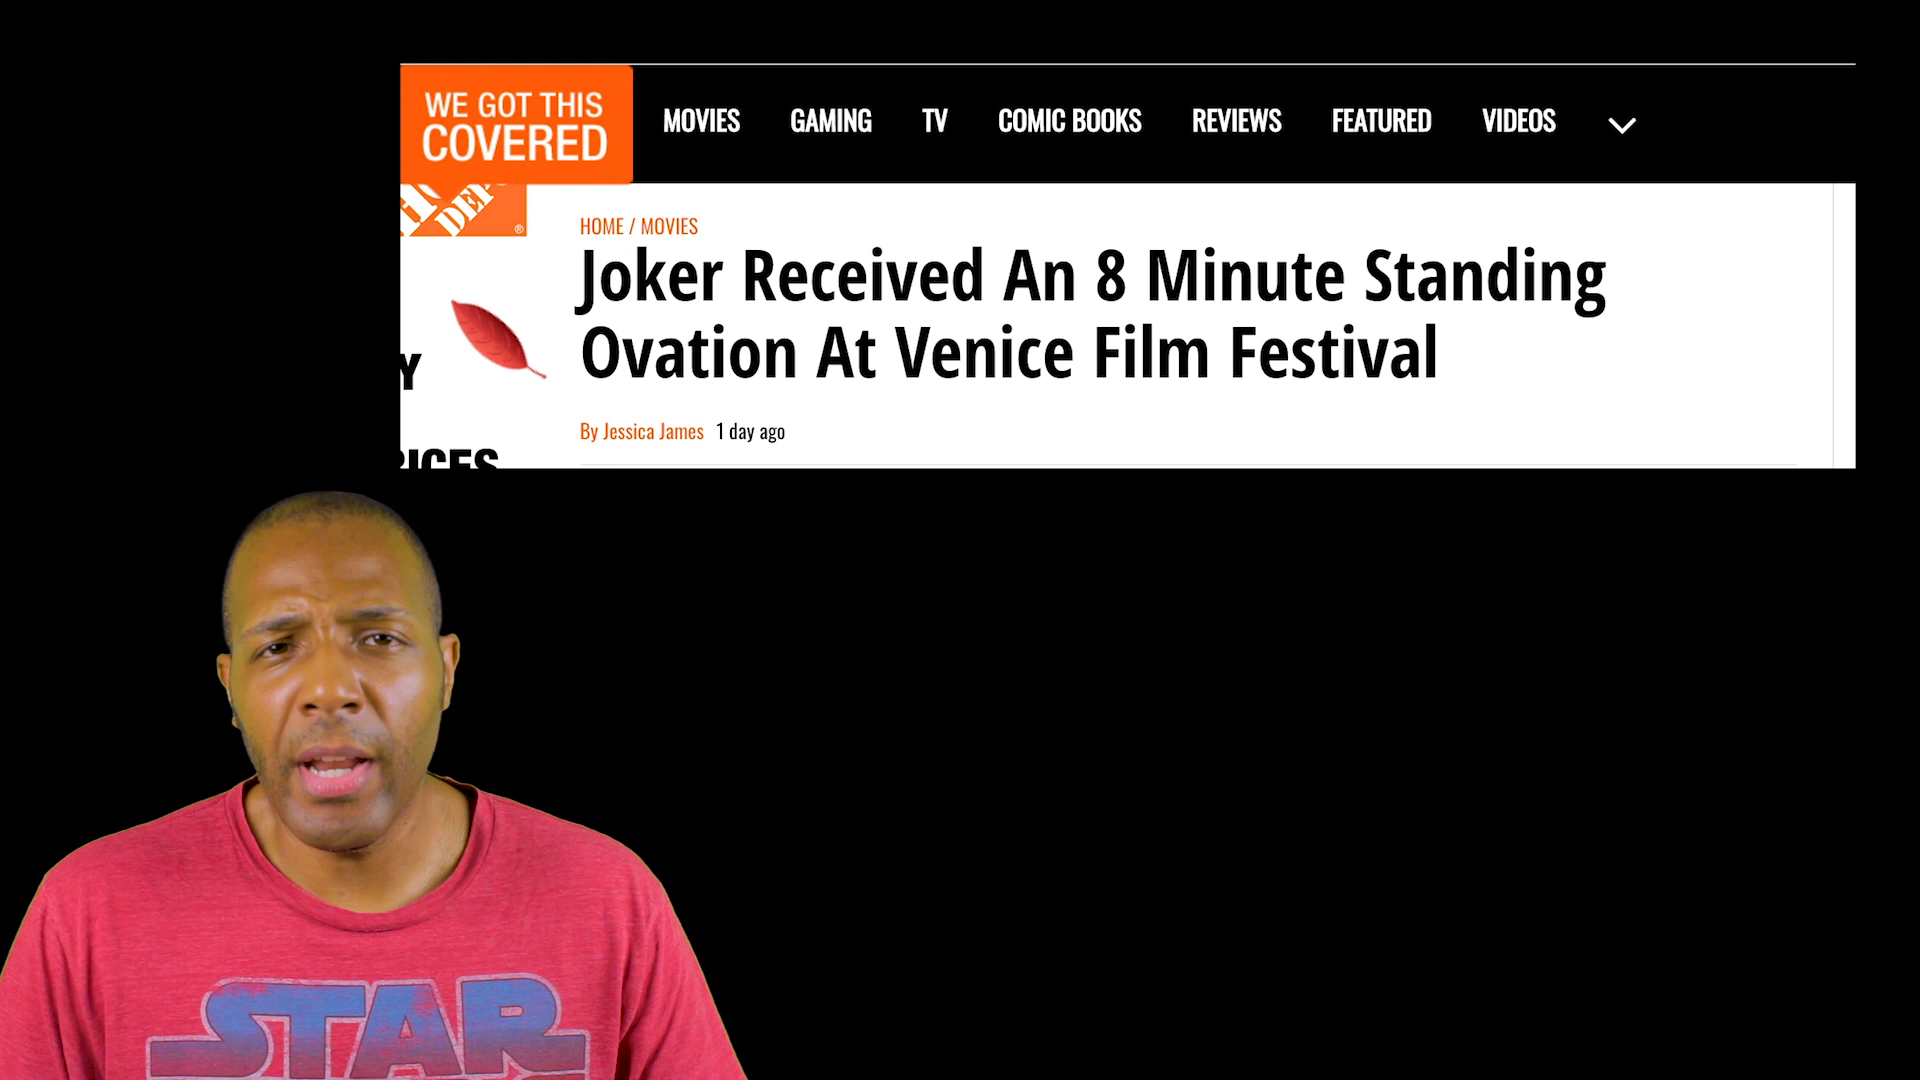 WE GOT THIS
COVERED
MOVIES GAMING TV COMIC BOOKS REVIEWS FEATURED VIDEOS
HOME / MOVIES
Joker Received An 8 Minute Standing
Ovation At Venice Film Festival
By Jessica James 1 day ago
STAR